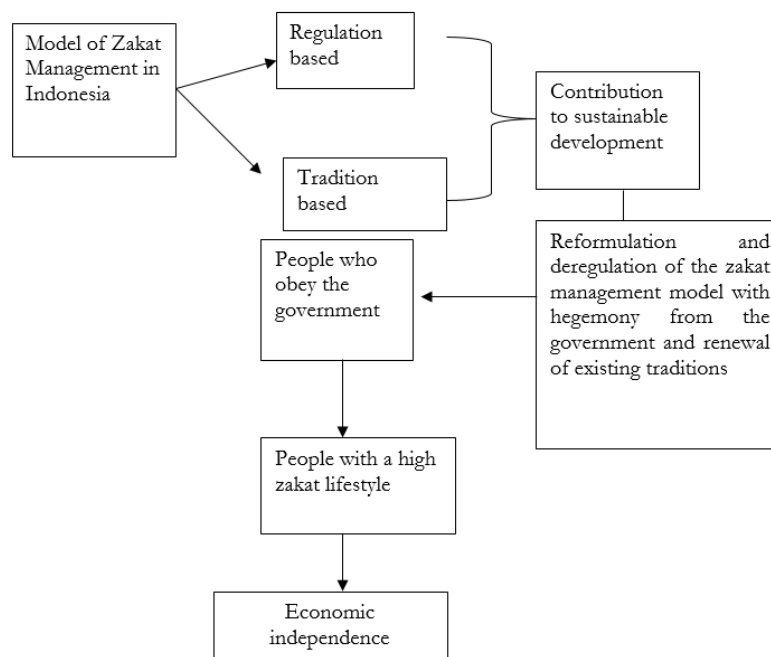 Model of Zakat
Management in
Indonesia
Regulation
based
Tradition
based
Contribution
to sustainable
development
Reformulation and
deregulation of the zakat
management model with
hegemony from the
government and renewal
of existing traditions
People who
obey the
government
People with a high
zakat lifestyle
Economic
independence